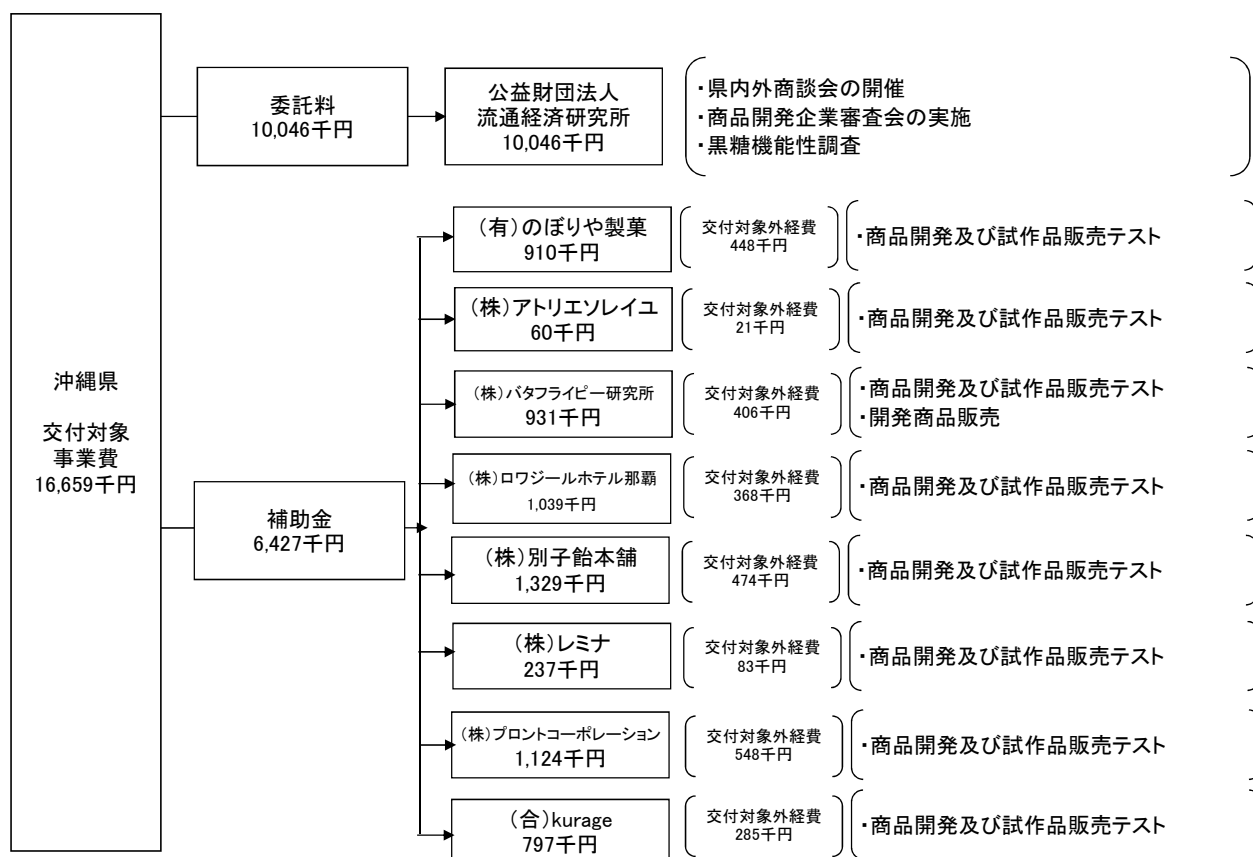 沖縄県
交付対象
事業費
16,659千円
委託料
10,046千円
公益財団法人
流通経済研究所
10,046千円
・県内外商談会の開催
・商品開発企業審査会の実施
・黒糖機能性調査
補助金
6,427千円
（有）のぼりや製菓
910千円
交付対象外経費
448千円
・商品開発及び試作品販売テスト
（株）アトリエソレイユ
60千円
交付対象外経費
21千円
・商品開発及び試作品販売テスト
（株）バタフライピー研究所
931千円
交付対象外経費
406千円
・商品開発及び試作品販売テスト
・開発商品販売
（株）ロワジールホテル那覇
1,039千円
交付対象外経費
368千円
・商品開発及び試作品販売テスト
（株）別子飴本舗
1,329千円
交付対象外経費
474千円
・商品開発及び試作品販売テスト
（株）レミナ
237千円
交付対象外経費
83千円
・商品開発及び試作品販売テスト
（株）プロントコーポレーション
1,124千円
交付対象外経費
548千円
・商品開発及び試作品販売テスト
（合）kurage
797千円
交付対象外経費
285千円
・商品開発及び試作品販売テスト